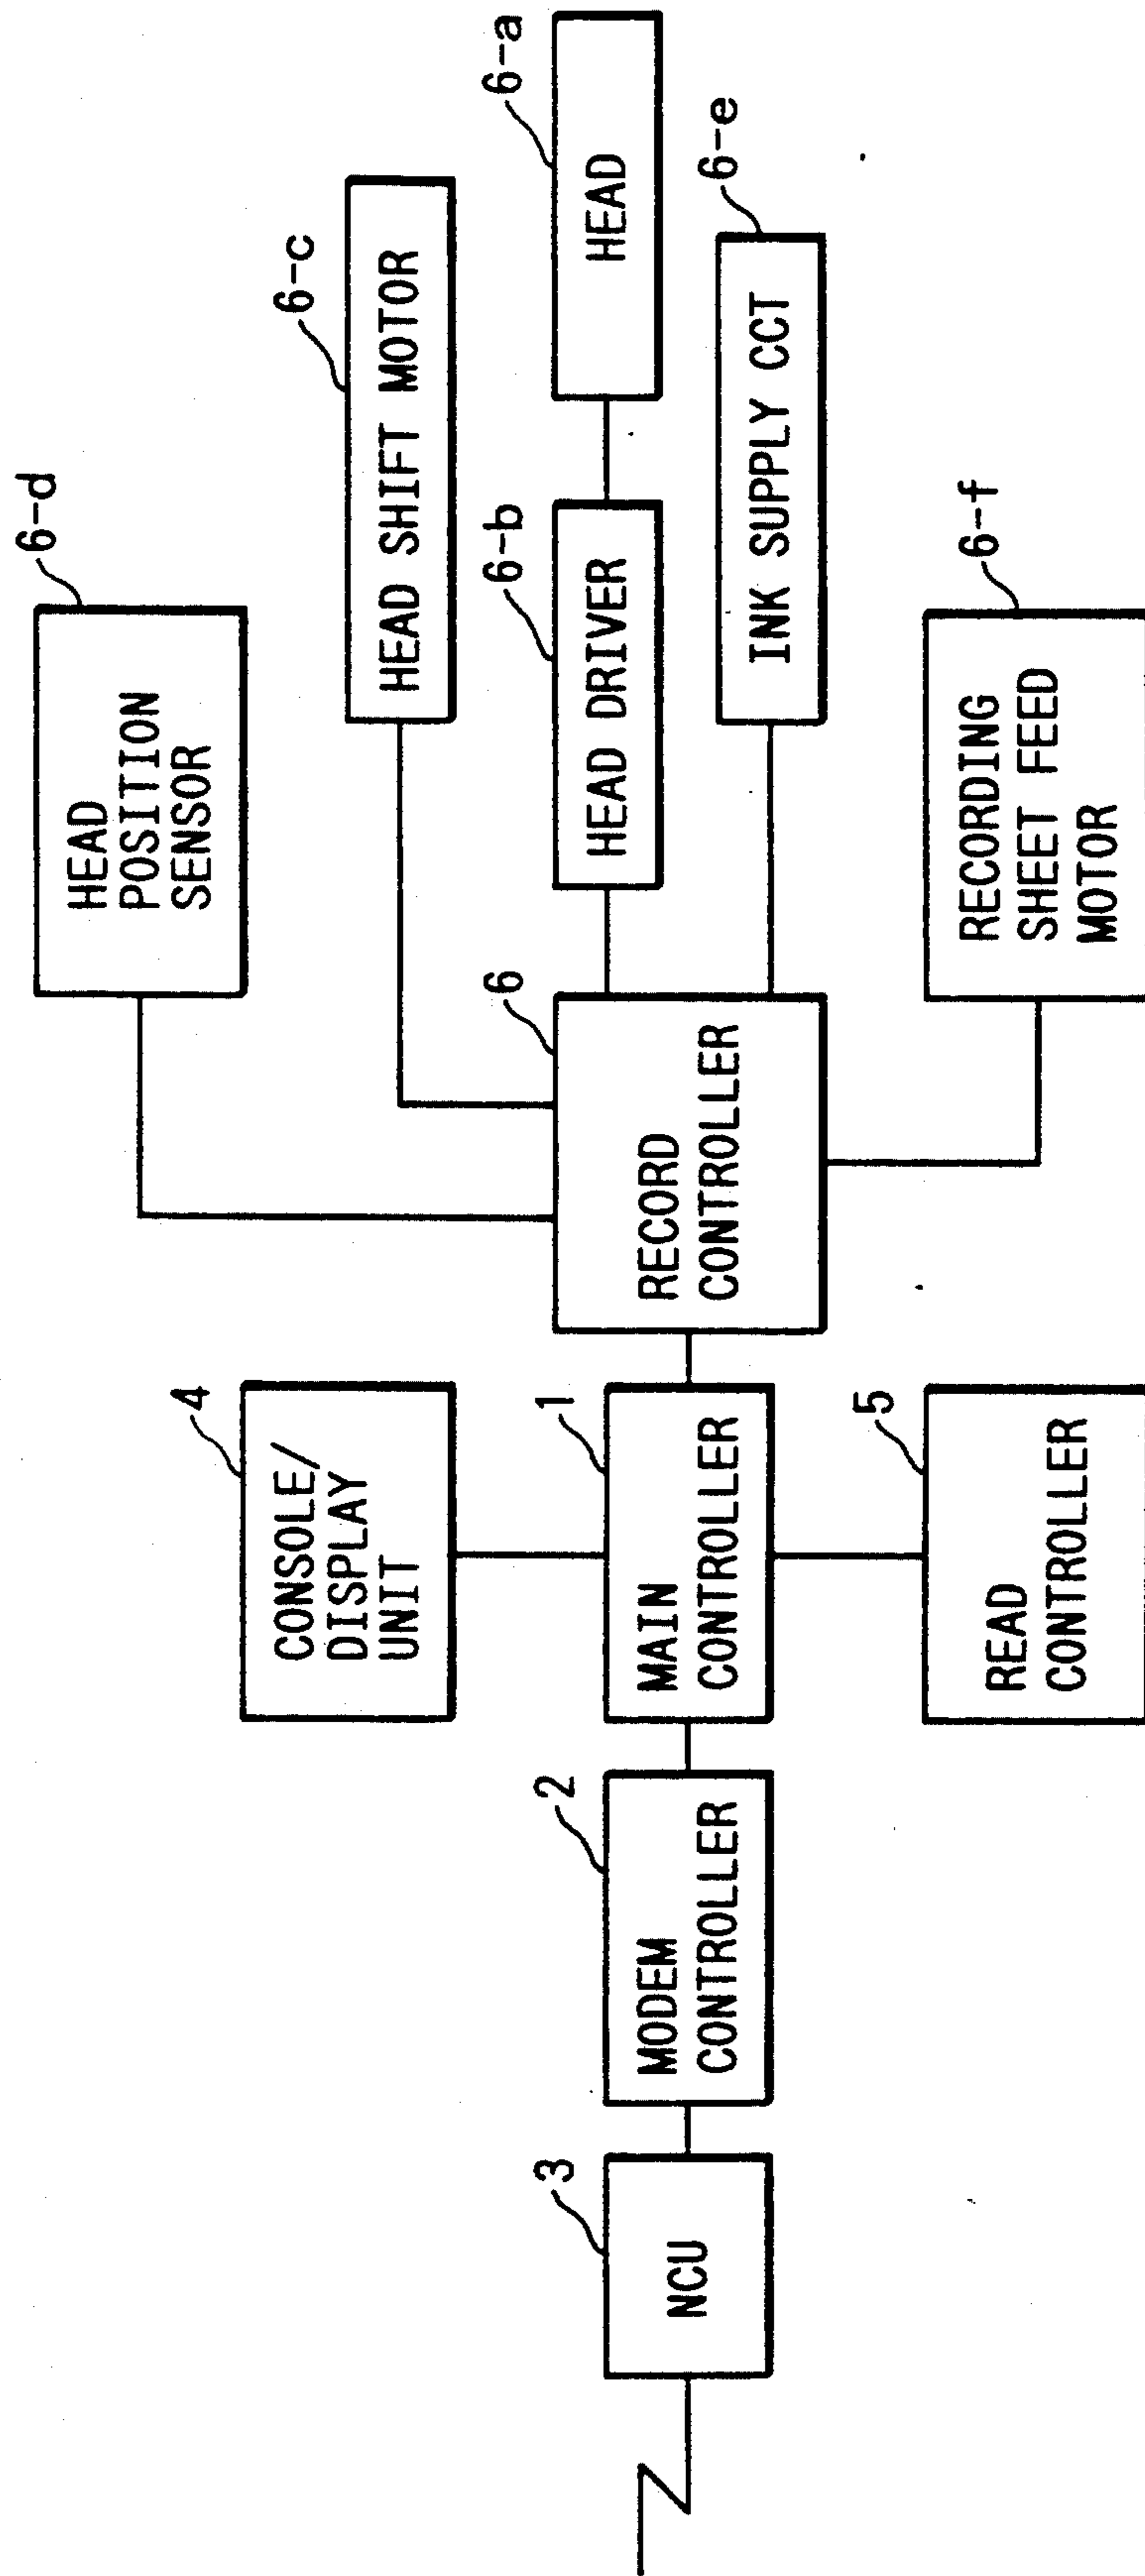 6-d
HEAD
POSITION
SENSOR
6-c
HEAD SHIFT MOTOR
4
CONSOLE/
DISPLAY
UNIT
3
NCU
2
MODEM
CONTROLLER
1
MAIN
CONTROLLER
6
RECORD
CONTROLLER
6-b
HEAD DRIVER
6-a
HEAD
6-e
INK SUPPLY CCT
5
READ
CONTROLLER
6-f
RECORDING
SHEET FEED
MOTOR